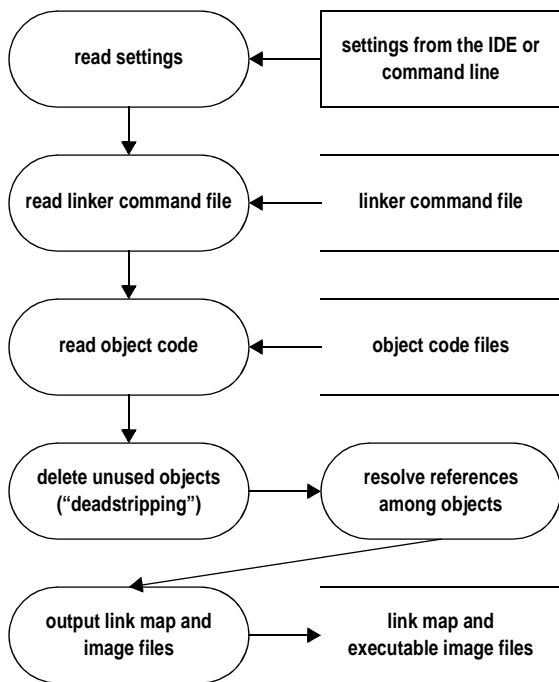 read settings
settings from the IDE or
command line
read linker command file
linker command file
read object code
object code files
delete unused objects
(“deadstripping”)
resolve references
among objects
output link map and
image files
link map and
executable image files